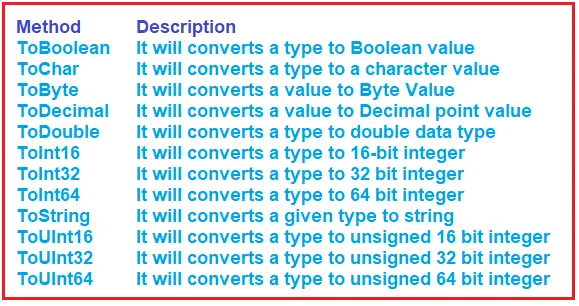 Method Description
ToBoolean It will converts a type to Boolean value
ToChar It will converts a type to a character value
ToByte It will converts a value to Byte Value
ToDecimal It will converts a value to Decimal point value
ToDouble It will converts a type to double data type
ToInt16 It will converts a type to 16-bit integer
ToInt32 It will converts a type to 32 bit integer
ToInt64 It will converts a type to 64 bit integer
ToString It will converts a given type to string
ToUInt16 It will converts a type to unsigned 16 bit integer
ToUInt32 It will converts a type to unsigned 32 bit integer
ToUInt64 It will converts a type to unsigned 64 bit integer